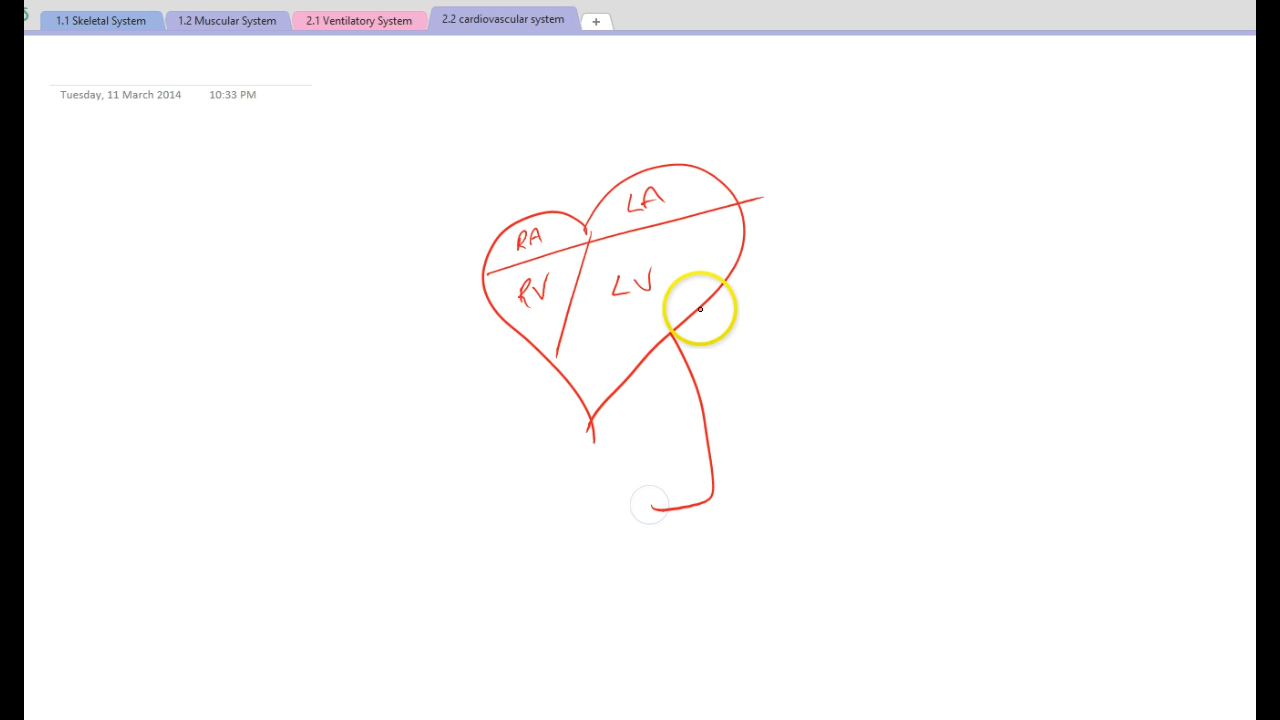 1.1 Skeletal System 1.2 Muscular System 2.1 Ventilatory System 2.2 cardiovascular system +
Tuesday, 11 March 2014 10:33 PM
LA
RA
RV LV